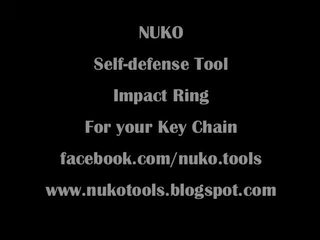 NUKO
Self-defense Tool
Impact Ring
For your Key Chain
facebook.com/nuko.tools
www.nukotools.blogspot.com